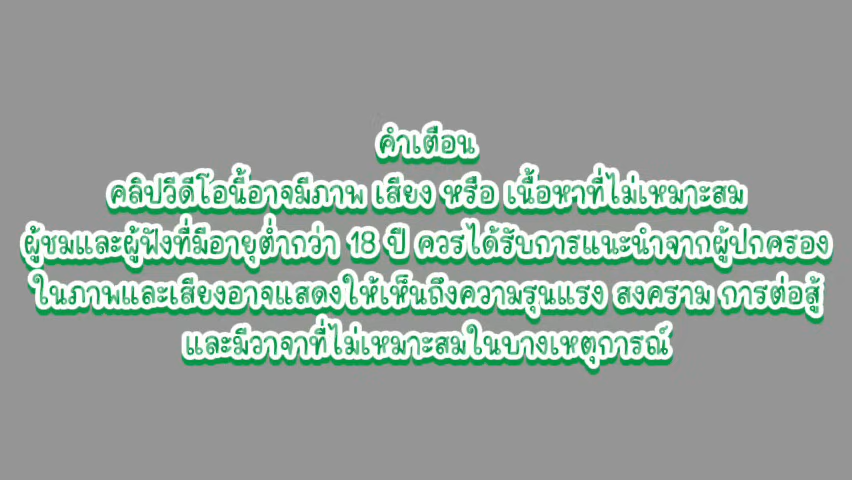 คำเตือน
คลิปวีดีโอนี้อาจมีภาพ เสียง หรือ เนื้อหาที่ไม่เหมาะสม
ผู้ชมและผู้ฟังที่มีอายุต่ำกว่า 18 ปี ควรได้รับการแนะนำจากผู้ปกครอง
ในภาพและเสียงอาจแสดงให้เห็นถึงความรุนแรง สงคราม การต่อสู้
และมีวาจาที่ไม่เหมาะสมในบางเหตุการณ์